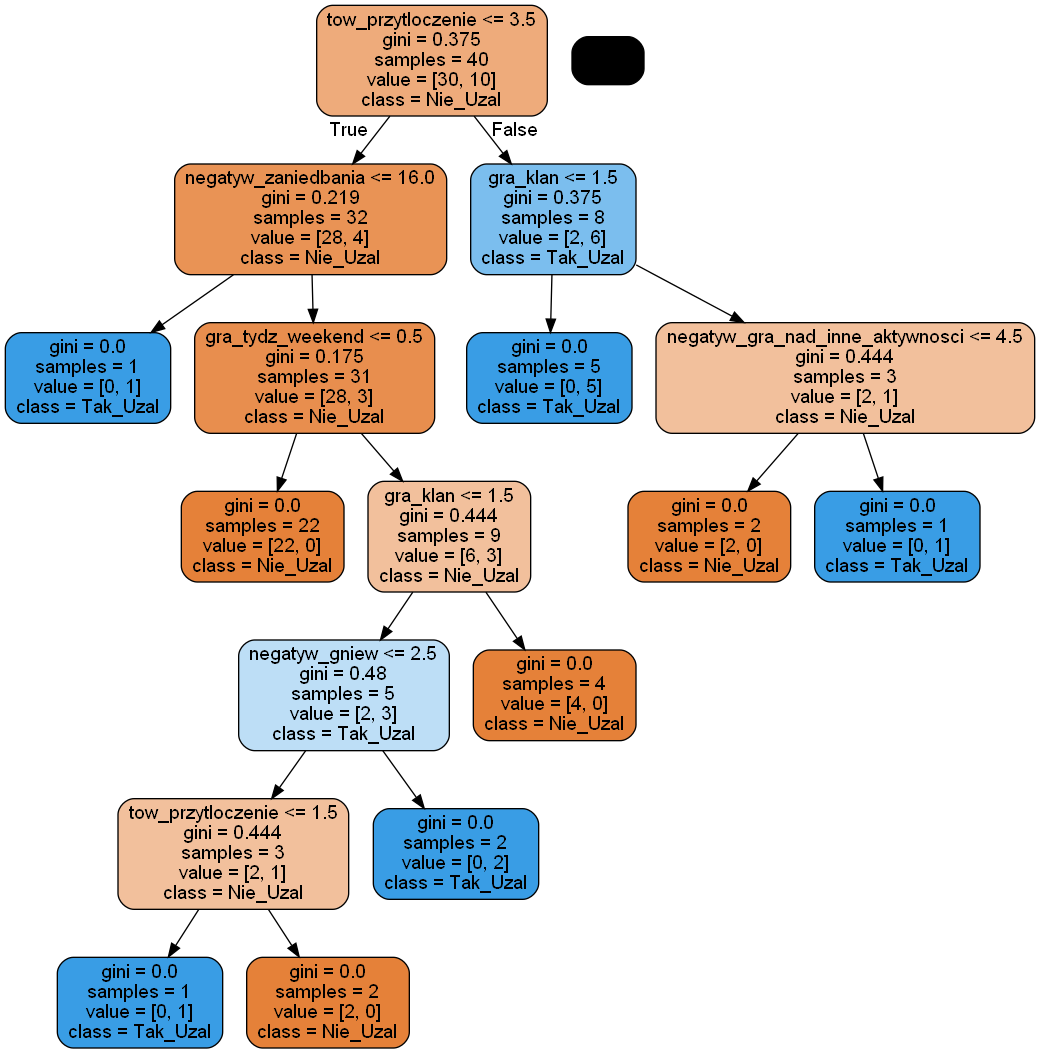 tow_przytloczenie <= 3.5
gini = 0.375
samples = 40
value = [30, 10]
class = Nie_Uzal
True
False
negatyw_zaniedbania <= 16.0
gini = 0.219
samples = 32
value = [28, 4]
class = Nie_Uzal
gra_klan <= 1.5
gini = 0.375
samples = 8
value = [2, 6]
class = Tak_Uzal
gini = 0.0
samples = 1
value = [0, 1]
class = Tak_Uzal
gra_tydz_weekend <= 0.5
gini = 0.175
samples = 31
value = [28, 3]
class = Nie_Uzal
gini = 0.0
samples = 5
value = [0, 5]
class = Tak_Uzal
negatyw_gra_nad_inne_aktywnosci <= 4.5
gini = 0.444
samples = 3
value = [2, 1]
class = Nie_Uzal
gini = 0.0
samples = 22
value = [22, 0]
class = Nie_Uzal
gra_klan <= 1.5
gini = 0.444
samples = 9
value = [6, 3]
class = Nie_Uzal
gini = 0.0
samples = 2
value = [2, 0]
class = Nie_Uzal
gini = 0.0
samples = 1
value = [0, 1]
class = Tak_Uzal
negatyw_gniew <= 2.5
gini = 0.48
samples = 5
value = [2, 3]
class = Tak_Uzal
gini = 0.0
samples = 4
value = [4, 0]
class = Nie_Uzal
tow_przytloczenie <= 1.5
gini = 0.444
samples = 3
value = [2, 1]
class = Nie_Uzal
gini = 0.0
samples = 2
value = [0, 2]
class = Tak_Uzal
gini = 0.0
samples = 1
value = [0, 1]
class = Tak_Uzal
gini = 0.0
samples = 2
value = [2, 0]
class = Nie_Uzal